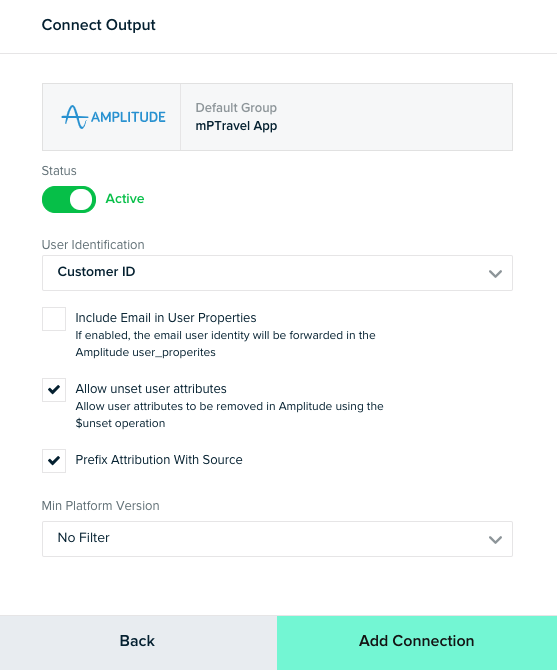 Connect Output
AMPLITUDE
Default Group
mPTravel App
Status
Active
User Identification
Customer ID
Include Email in User Properties
If enabled, the email user identity will be forwarded in the
Amplitude user_properites
Allow unset user attributes
Allow user attributes to be removed in Amplitude using the
$unset operation
Prefix Attribution With Source
Min Platform Version
No Filter
Back
Add Connection